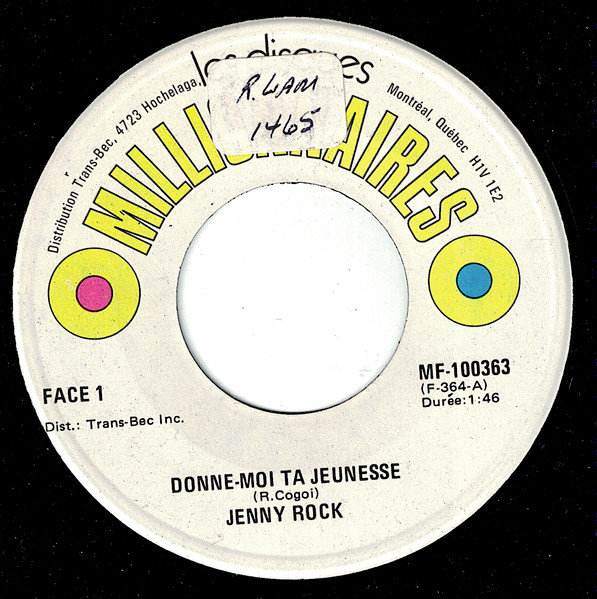 les disques
R. GAM
1465
MILLIONNAIRES
Distribution Trans-Bec, 4723 Hochelaga,
Montréal, Québec H1V 1E2
FACE 1
Dist.: Trans-Bec Inc.
MF-100363
(F-364-A)
Durée:1:46
DONNE-MOI TA JEUNESSE
(R.Cogoi)
JENNY ROCK